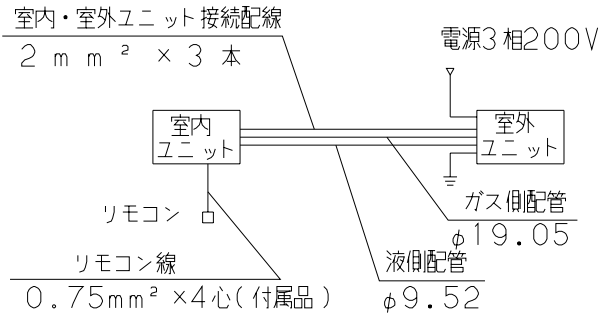 室内・室外ユニット接続配線
2mm² ×3本
電源3相200V
室内
ユニット
室外
ユニット
ガス側配管
φ19.05
リモコン
リモコン線
0.75mm² ×4心(付属品)
液側配管
φ9.52